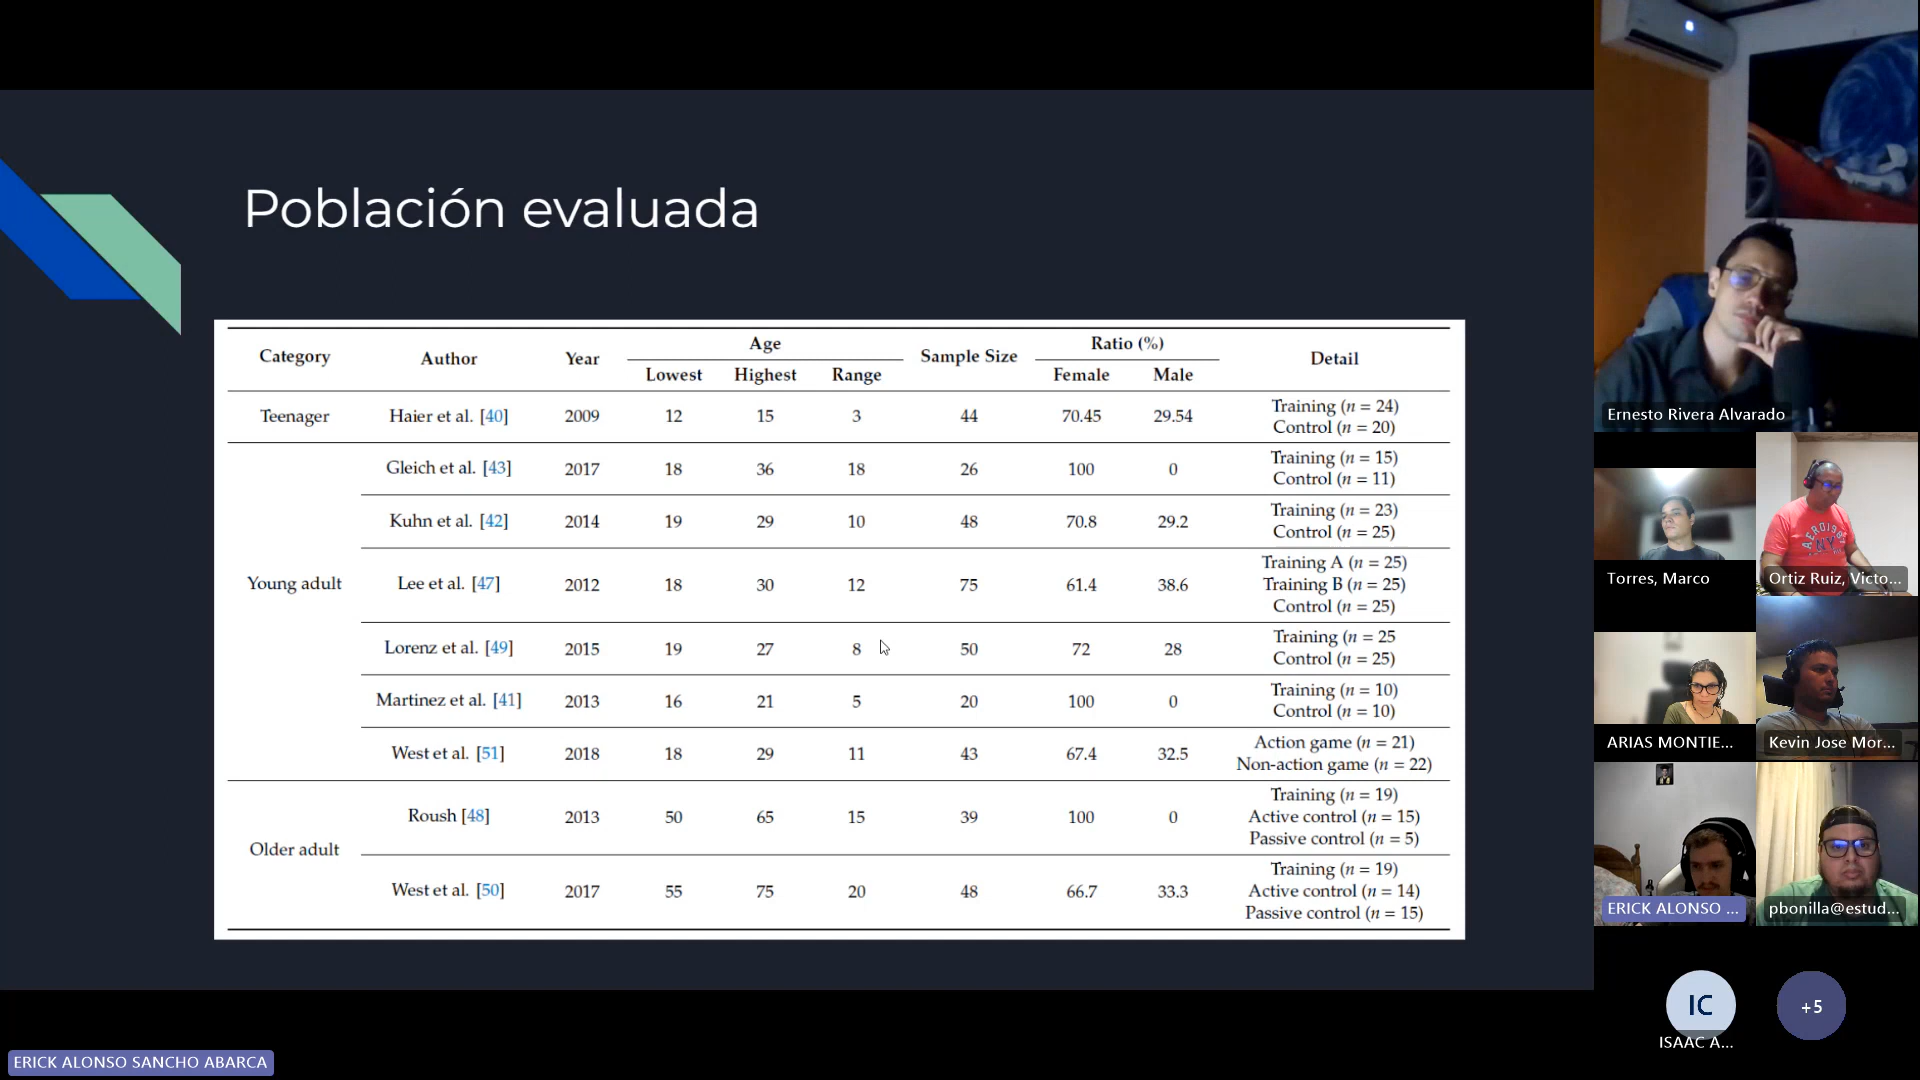 Población evaluada
Category Author Year Age Sample Size Ratio (%) Detail
Lowest Highest Range Female Male
Teenager Haier et al. [40] 2009 12 15 3 44 70.45 29.54 Training (n = 24)
Control (n = 20)
Young adult Gleich et al. [43] 2017 18 36 18 26 100 0 Training (n = 15)
Control (n = 11)
Kuhn et al. [42] 2014 19 29 10 48 70.8 29.2 Training (n = 23)
Control (n = 25)
Lee et al. [47] 2012 18 30 12 75 61.4 38.6 Training A (n = 25)
Training B (n = 25)
Control (n = 25)
Lorenz et al. [49] 2015 19 27 8 50 72 28 Training (n = 25
Control (n = 25)
Martinez et al. [41] 2013 16 21 5 20 100 0 Training (n = 10)
Control (n = 10)
West et al. [51] 2018 18 29 11 43 67.4 32.5 Action game (n = 21)
Non-action game (n = 22)
Older adult Roush [48] 2013 50 65 15 39 100 0 Training (n = 19)
Active control (n = 15)
Passive control (n = 5)
West et al. [50] 2017 55 75 20 48 66.7 33.3 Training (n = 19)
Active control (n = 14)
Passive control (n = 15)
Ernesto Rivera Alvarado
Torres, Marco
Ortiz Ruiz, Victo...
ARIAS MONTIE...
Kevin Jose Mor...
ERICK ALONSO ...
pbonilla@estud...
IC
+5
ISAAC A...
ERICK ALONSO SANCHO ABARCA